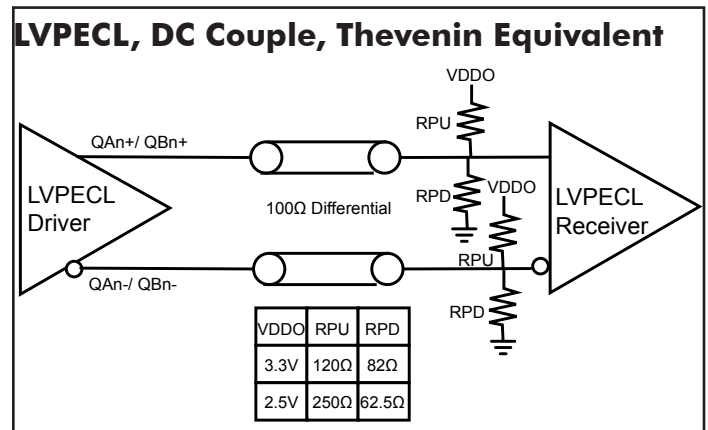 LVPECL, DC Couple, Thevenin Equivalent
VDDO
RPU
QAn+/ QBn+
LVPECL
Driver
100Ω Differential
RPD
VDDO
LVPECL
Receiver
RPU
QAn-/ QBn-
RPD
VDDO RPU RPD
3.3V 120Ω 82Ω
2.5V 250Ω 62.5Ω